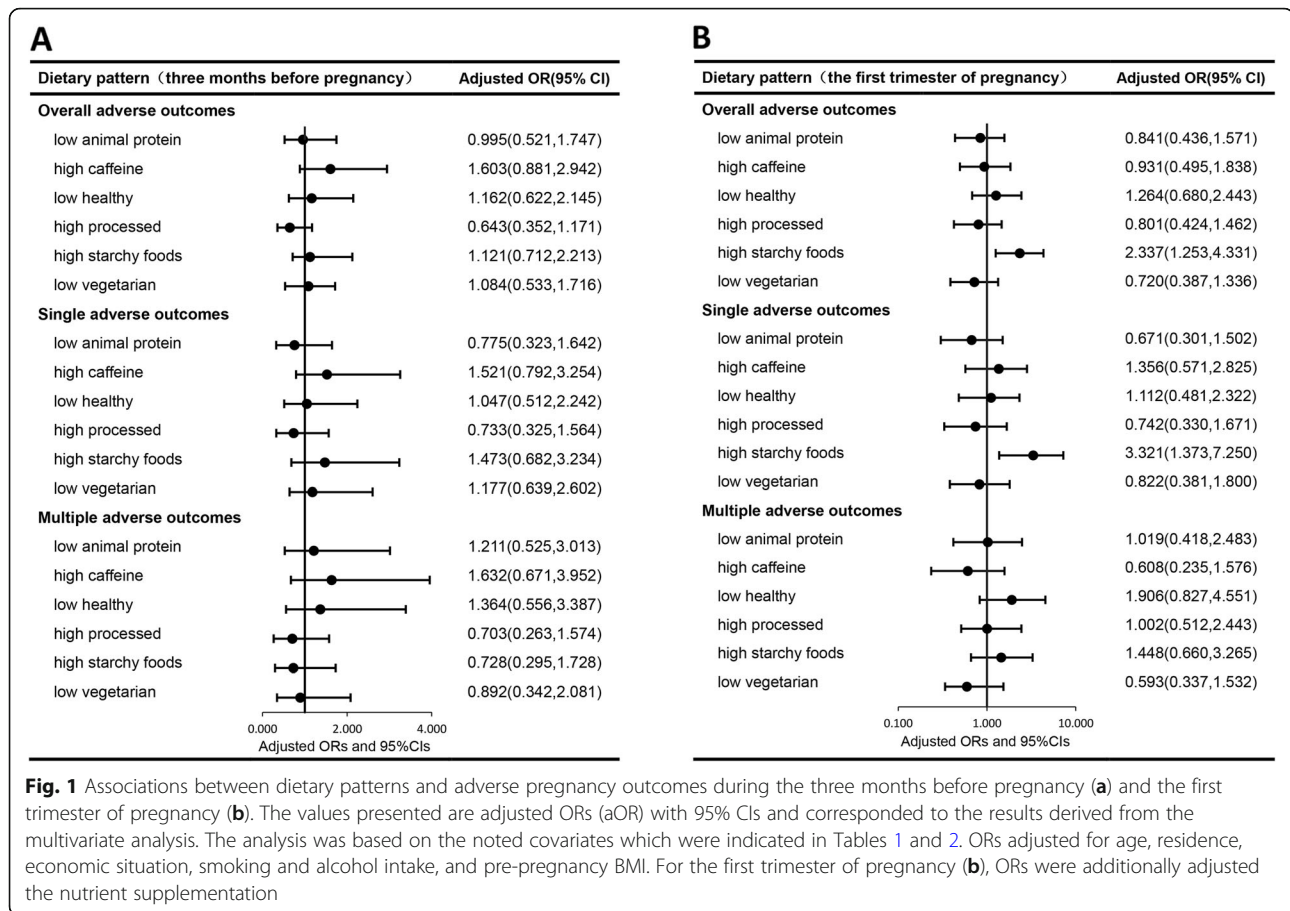 A
Dietary pattern（three months before pregnancy） Adjusted OR(95% CI)
Overall adverse outcomes
low animal protein 0.995(0.521,1.747)
high caffeine 1.603(0.881,2.942)
low healthy 1.162(0.622,2.145)
high processed 0.643(0.352,1.171)
high starchy foods 1.121(0.712,2.213)
low vegetarian 1.084(0.533,1.716)
Single adverse outcomes
low animal protein 0.775(0.323,1.642)
high caffeine 1.521(0.792,3.254)
low healthy 1.047(0.512,2.242)
high processed 0.733(0.325,1.564)
high starchy foods 1.473(0.682,3.234)
low vegetarian 1.177(0.639,2.602)
Multiple adverse outcomes
low animal protein 1.211(0.525,3.013)
high caffeine 1.632(0.671,3.952)
low healthy 1.364(0.556,3.387)
high processed 0.703(0.263,1.574)
high starchy foods 0.728(0.295,1.728)
low vegetarian 0.892(0.342,2.081)
0.000 2.000 4.000
Adjusted ORs and 95%CIs
B
Dietary pattern（the first trimester of pregnancy） Adjusted OR(95% CI)
Overall adverse outcomes
low animal protein 0.841(0.436,1.571)
high caffeine 0.931(0.495,1.838)
low healthy 1.264(0.680,2.443)
high processed 0.801(0.424,1.462)
high starchy foods 2.337(1.253,4.331)
low vegetarian 0.720(0.387,1.336)
Single adverse outcomes
low animal protein 0.671(0.301,1.502)
high caffeine 1.356(0.571,2.825)
low healthy 1.112(0.481,2.322)
high processed 0.742(0.330,1.671)
high starchy foods 3.321(1.373,7.250)
low vegetarian 0.822(0.381,1.800)
Multiple adverse outcomes
low animal protein 1.019(0.418,2.483)
high caffeine 0.608(0.235,1.576)
low healthy 1.906(0.827,4.551)
high processed 1.002(0.512,2.443)
high starchy foods 1.448(0.660,3.265)
low vegetarian 0.593(0.337,1.532)
0.100 1.000 10.000
Adjusted ORs and 95%CIs
Fig. 1 Associations between dietary patterns and adverse pregnancy outcomes during the three months before pregnancy (a) and the first
trimester of pregnancy (b). The values presented are adjusted ORs (aOR) with 95% CIs and corresponded to the results derived from the
multivariate analysis. The analysis was based on the noted covariates which were indicated in Tables 1 and 2. ORs adjusted for age, residence,
economic situation, smoking and alcohol intake, and pre-pregnancy BMI. For the first trimester of pregnancy (b), ORs were additionally adjusted
the nutrient supplementation